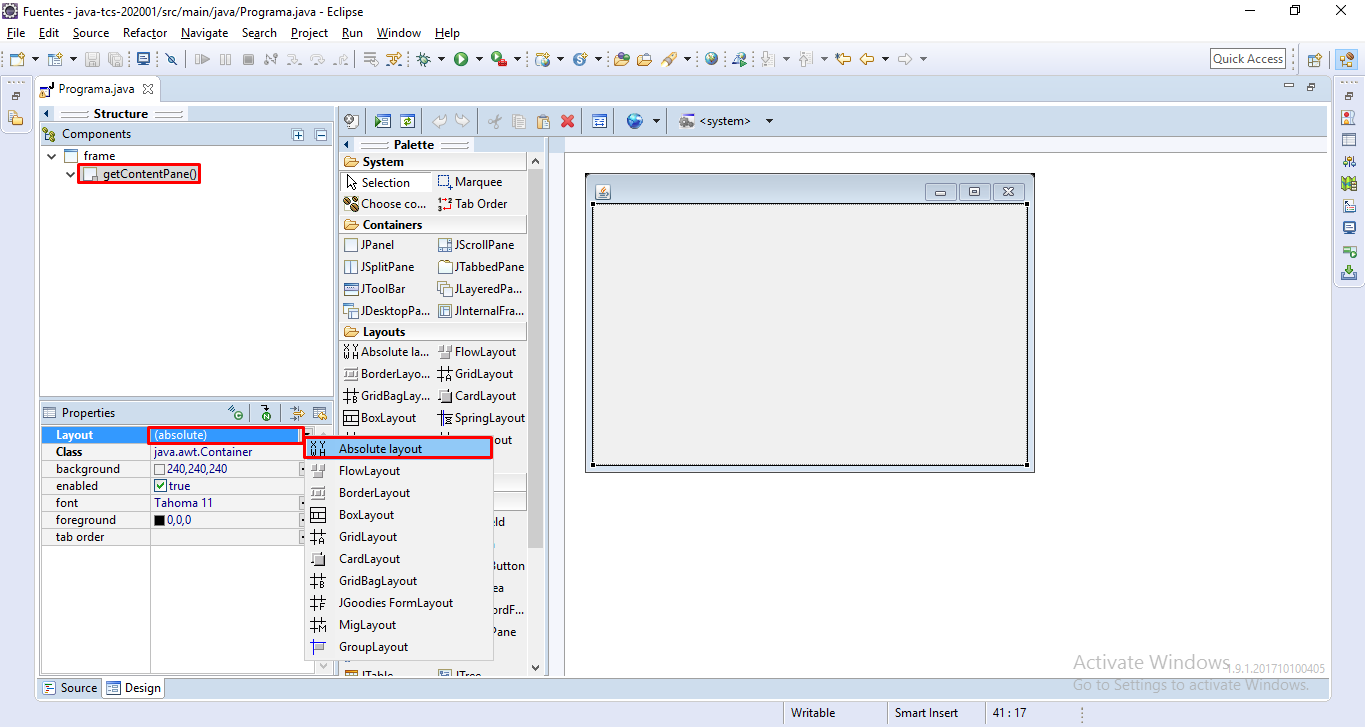 Fuentes - java-tcs-202001/src/main/java/Programa.java - Eclipse
File Edit Source Refactor Navigate Search Project Run Window Help
Quick Access
Programa.java
Structure
Components
frame
getContentPane()
Properties
Layout (absolute)
Class java.awt.Container
background 240,240,240
enabled true
font Tahoma 11
foreground 0,0,0
tab order
<system>
Palette
System
Selection Marquee
Choose co... Tab Order
Containers
JPanel JScrollPane
JSplitPane JTabbedPane
JToolBar JLayeredPa...
JDesktopPa... JInternalFra...
Layouts
Absolute la... FlowLayout
BorderLayo... GridLayout
GridBagLay... CardLayout
BoxLayout SpringLayout
out
Absolute layout
FlowLayout
BorderLayout
BoxLayout
GridLayout
CardLayout
GridBagLayout
JGoodies FormLayout
MigLayout
GroupLayout
eld
Button
ea
ordF...
Pane
JTable JTree
Activate Windows
1.9.1.201710100405
Go to Settings to activate Windows.
Source Design
Writable Smart Insert 41 : 17